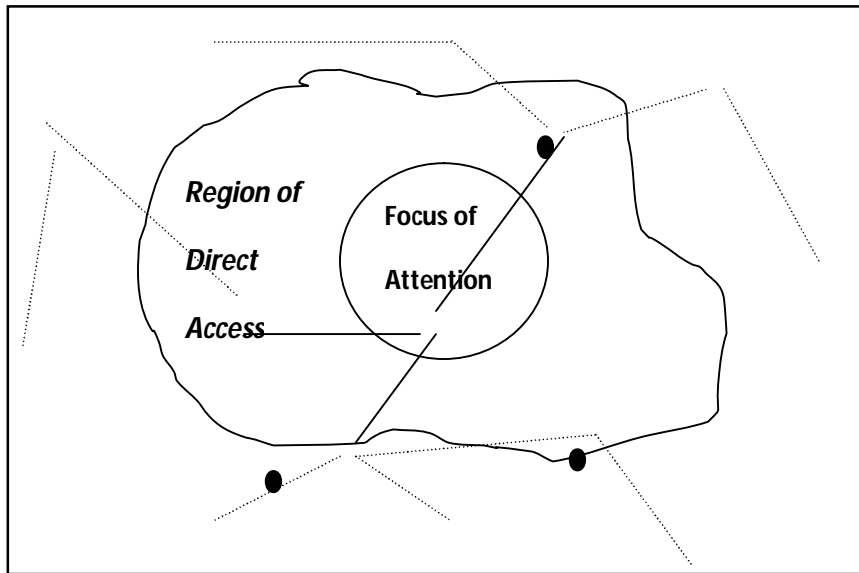 Region of
Direct
Access
Focus of
Attention